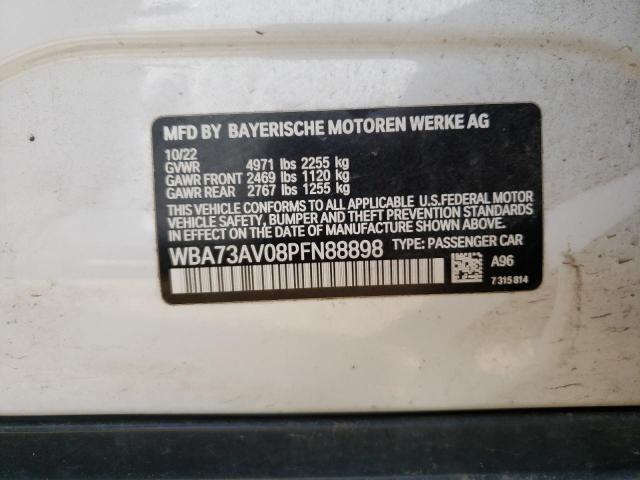 MFD BY BAYERISCHE MOTOREN WERKE AG
10/22
GVWR 4971 lbs 2255 kg
GAWR FRONT 2469 lbs 1120 kg
GAWR REAR 2767 lbs 1255 kg
THIS VEHICLE CONFORMS TO ALL APPLICABLE U.S.FEDERAL MOTOR
VEHICLE SAFETY, BUMPER AND THEFT PREVENTION STANDARDS
IN EFFECT ON THE DATE OF MANUFACTURE SHOWN ABOVE.
WBA73AV08PFN88898 TYPE: PASSENGER CAR
A96
7315814